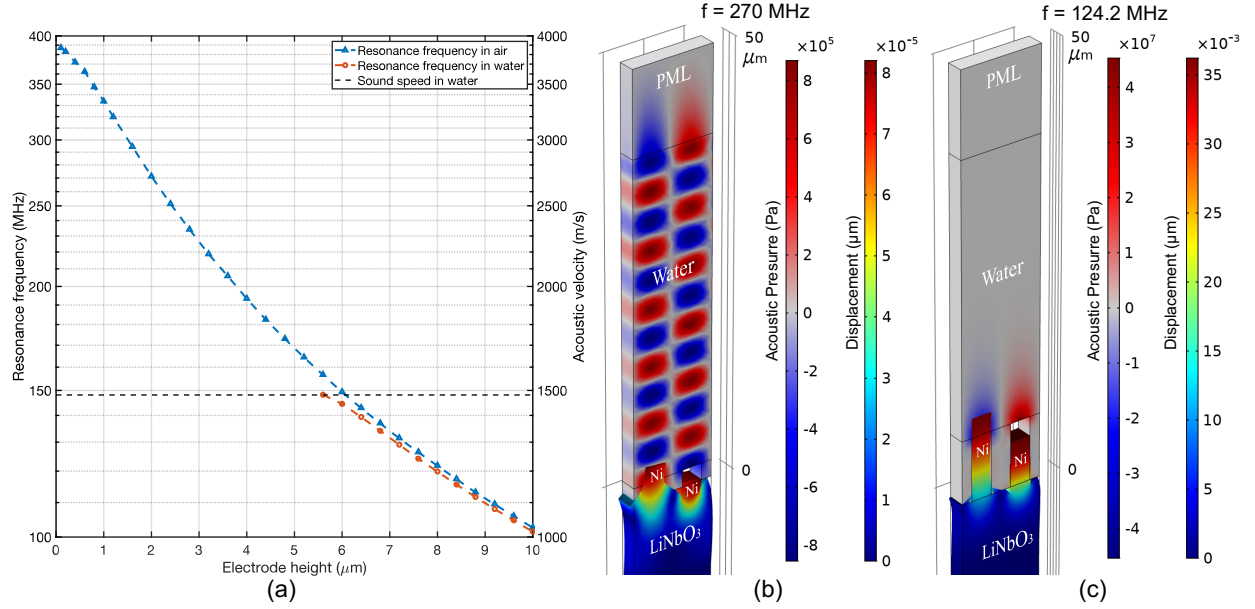 400
350
300
250
200
150
100
Resonance frequency (MHz)
Resonance frequency in air
Resonance frequency in water
Sound speed in water
4000
3500
3000
2500
2000
1500
1000
Acoustic velocity (m/s)
0 1 2 3 4 5 6 7 8 9 10
Electrode height (μm)
(a)
f = 270 MHz
50
μm
0
PML
Water
Ni
Ni
LiNbO3
×10⁵
8
6
4
2
0
-2
-4
-6
-8
Acoustic Presurre (Pa)
×10⁻⁵
8
7
6
5
4
3
2
1
0
Displacement (μm)
(b)
f = 124.2 MHz
50
μm
0
PML
Water
Ni
Ni
LiNbO3
×10⁷
4
3
2
1
0
-1
-2
-3
-4
Acoustic Presurre (Pa)
×10⁻³
35
30
25
20
15
10
5
0
Displacement (μm)
(c)